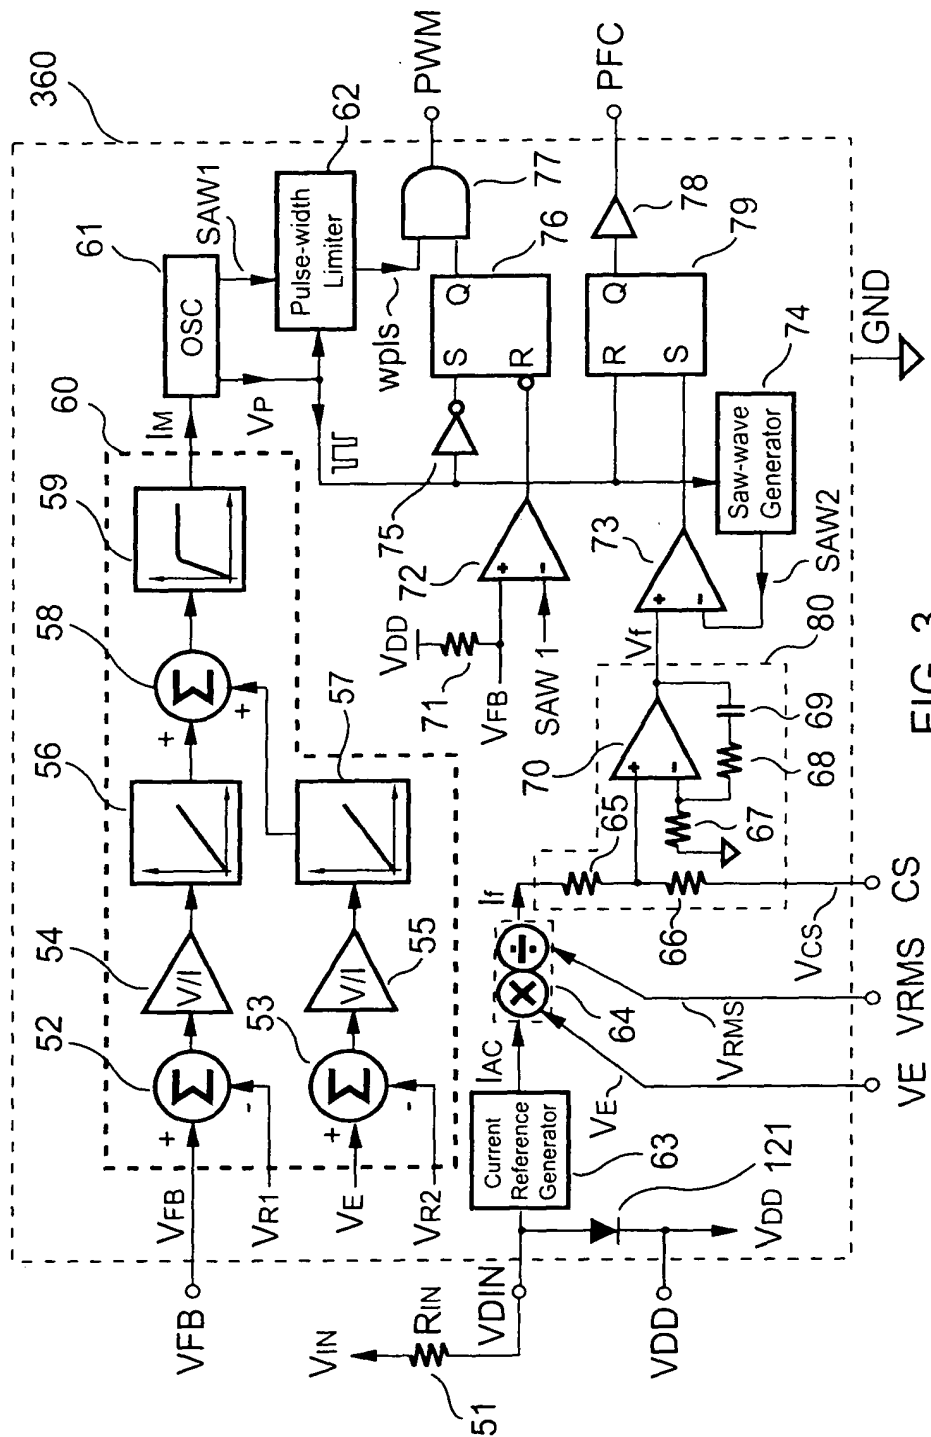 360
61
SAW1
62
PWM
OSC
Pulse-width
Limiter
77
IM
VP
wpls
60
59
76
S
Q
R
PFC
78
79
R
Q
S
75
GND
74
Saw-wave
Generator
SAW2
58
Σ
+
+
72
+
-
73
+
-
VDD
71
VFB
SAW 1
Vf
80
56
57
70
+
-
69
68
67
65
66
If
54
V/I
55
V/I
×
÷
64
VCS
CS
VRMS
VRMS
52
Σ
+
-
53
Σ
+
-
IAC
VE
VE
Current
Reference
Generator
63
121
VFB
VR1
VE
VR2
VDD
VFB
VIN
RIN
51
VDIN
VDD
FIG. 3